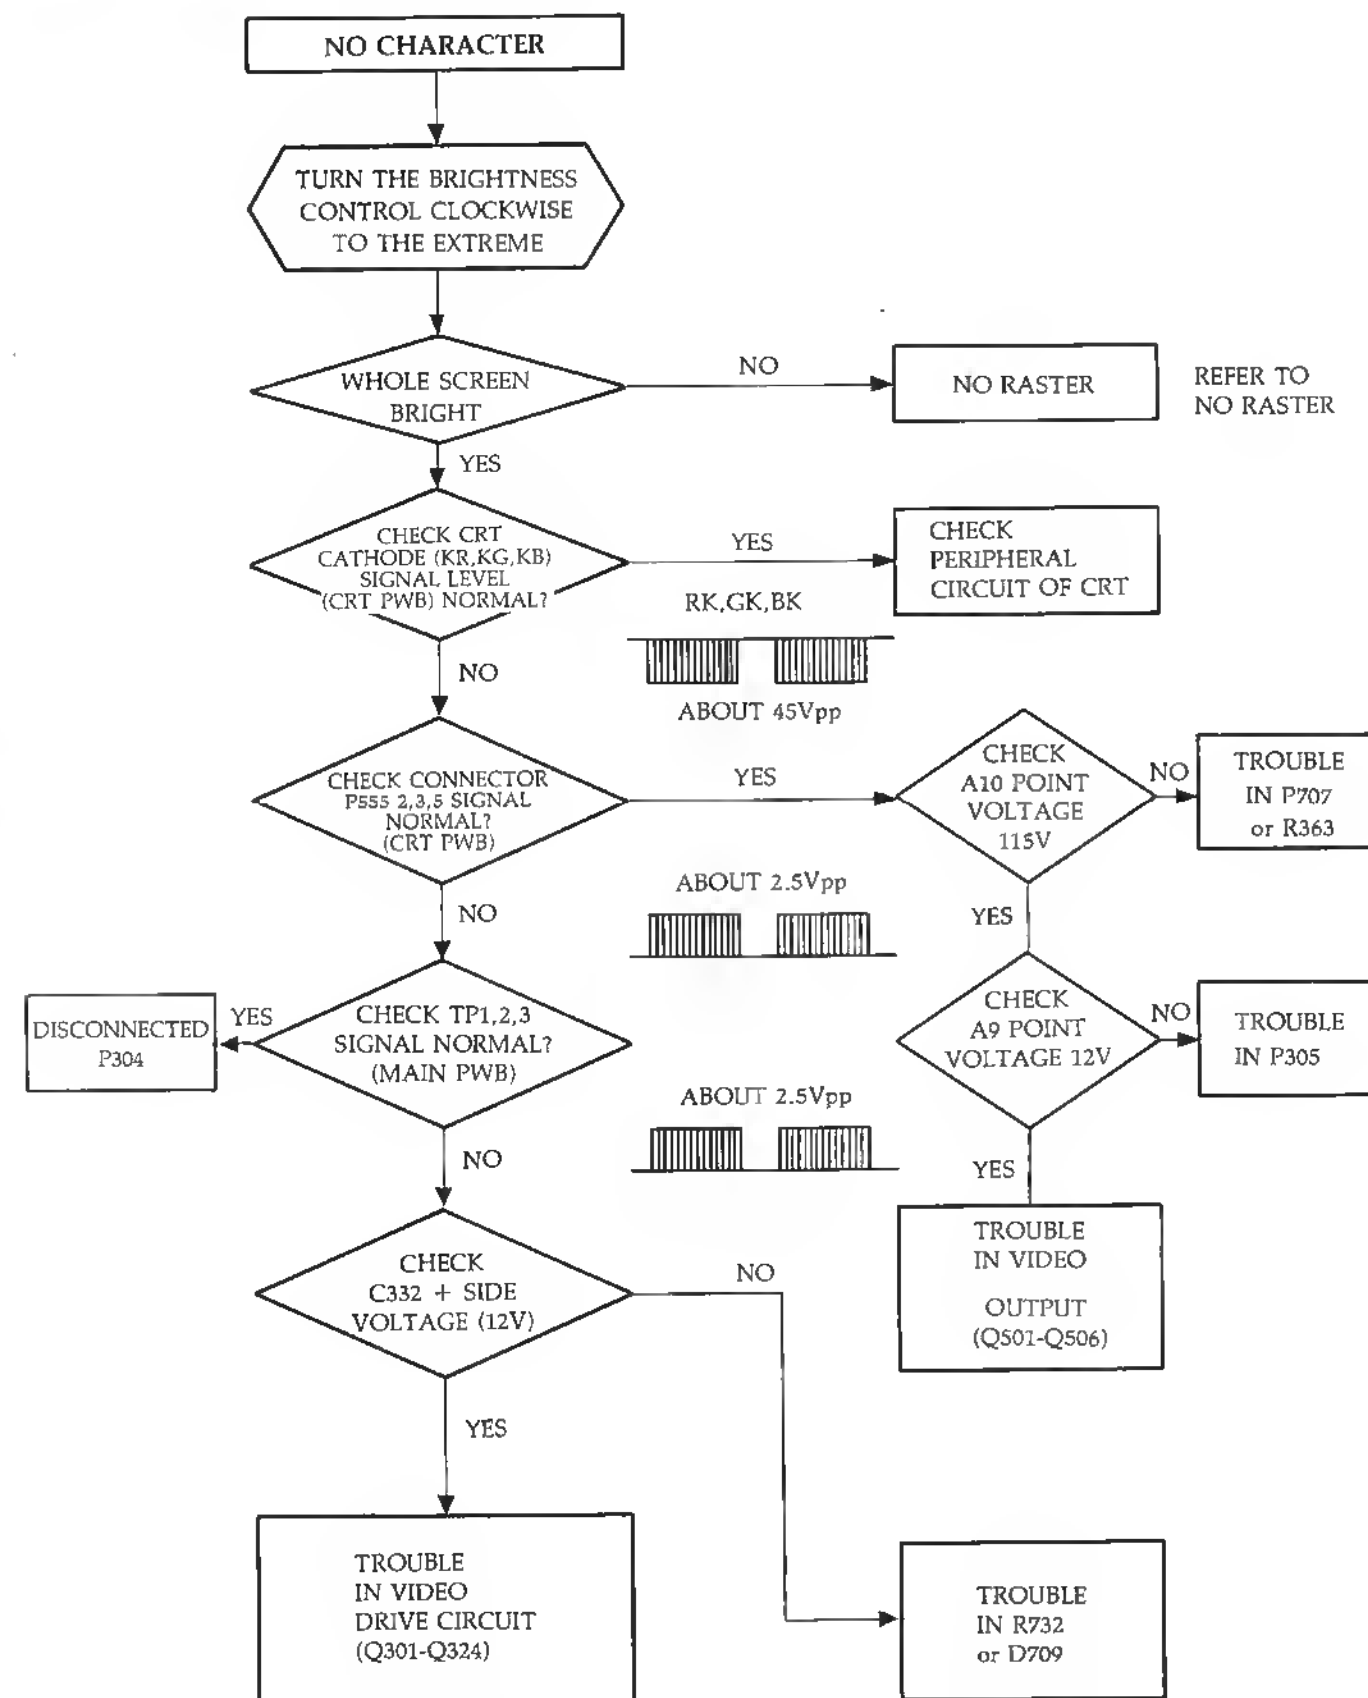 NO CHARACTER
TURN THE BRIGHTNESS
CONTROL CLOCKWISE
TO THE EXTREME
WHOLE SCREEN
BRIGHT
NO
NO RASTER
REFER TO
NO RASTER
YES
CHECK CRT
CATHODE (KR,KG,KB)
SIGNAL LEVEL
(CRT PWB) NORMAL?
YES
CHECK
PERIPHERAL
CIRCUIT OF CRT
RK,GK,BK
ABOUT 45Vpp
NO
CHECK CONNECTOR
P555 2,3,5 SIGNAL
NORMAL?
(CRT PWB)
YES
CHECK
A10 POINT
VOLTAGE
115V
NO
TROUBLE
IN P707
or R363
ABOUT 2.5Vpp
NO
YES
CHECK TP1,2,3
SIGNAL NORMAL?
(MAIN PWB)
YES
DISCONNECTED
P304
CHECK
A9 POINT
VOLTAGE 12V
NO
TROUBLE
IN P305
ABOUT 2.5Vpp
NO
YES
TROUBLE
IN VIDEO
OUTPUT
(Q501-Q506)
CHECK
C332 + SIDE
VOLTAGE (12V)
NO
YES
TROUBLE
IN VIDEO
DRIVE CIRCUIT
(Q301-Q324)
TROUBLE
IN R732
or D709